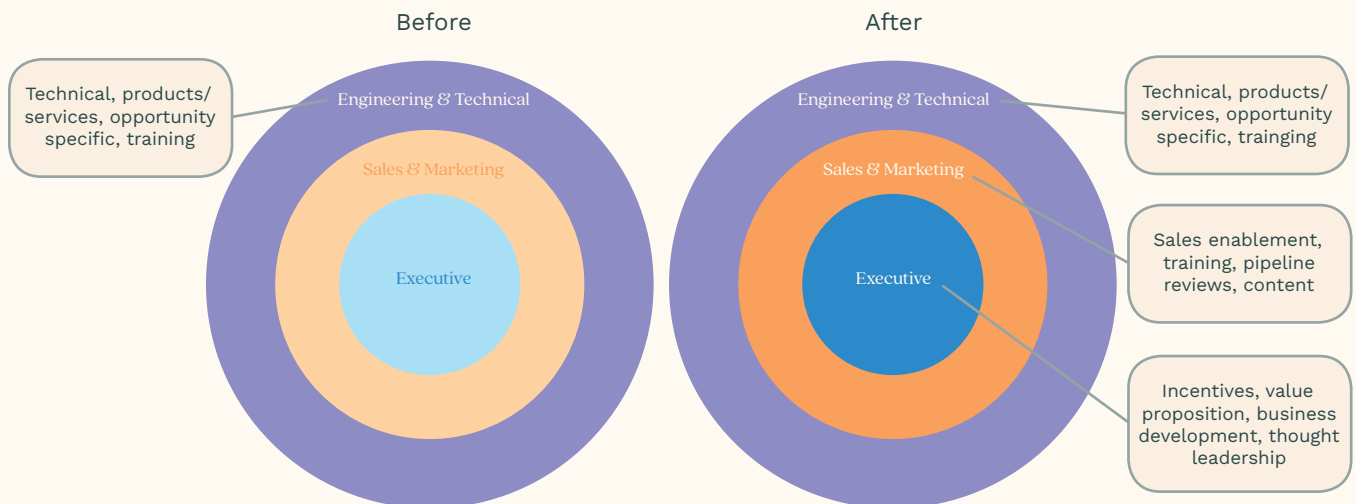 Before
After
Technical, products/
services, opportunity
specific, training
Engineering & Technical
Sales & Marketing
Executive
Engineering & Technical
Sales & Marketing
Executive
Technical, products/
services, opportunity
specific, trainging
Sales enablement,
training, pipeline
reviews, content
Incentives, value
proposition, business
development, thought
leadership